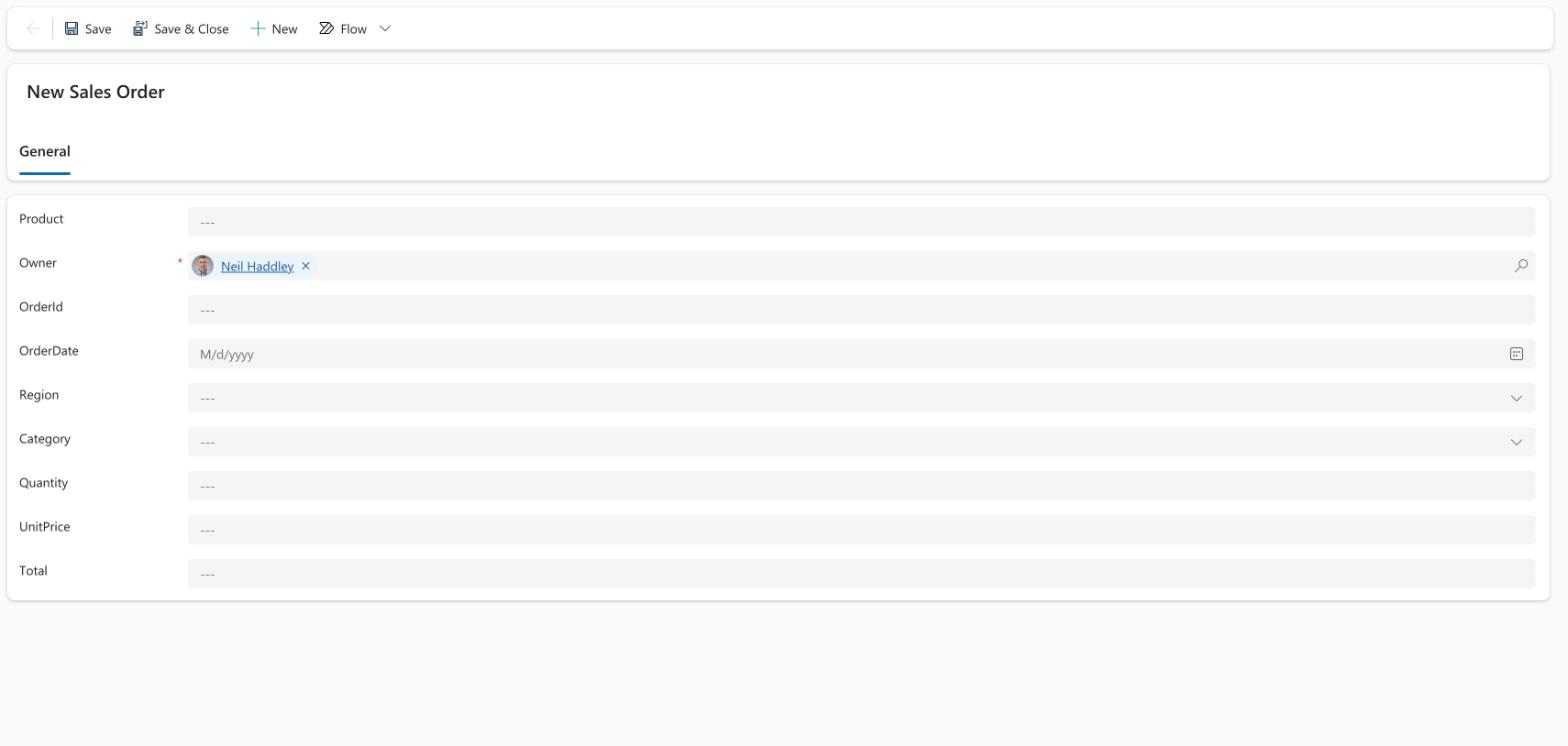 Save Save & Close New Flow
New Sales Order
General
Product ---
Owner * Neil Haddley
OrderId ---
OrderDate M/d/yyyy
Region ---
Category ---
Quantity ---
UnitPrice ---
Total ---